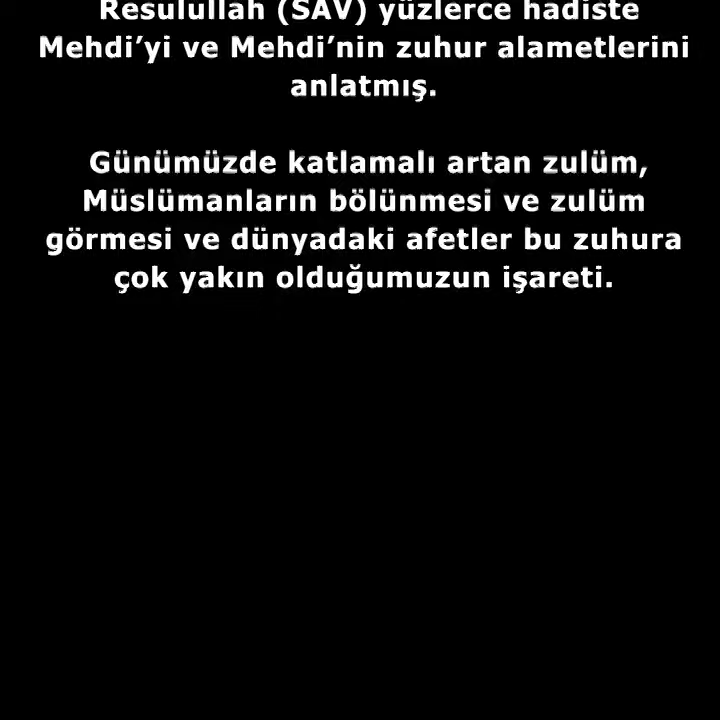 Resulullah (SAV) yüzlerce hadiste
Mehdi’yi ve Mehdi’nin zuhur alametlerini
anlatmış.
Günümüzde katlamalı artan zulüm,
Müslümanların bölünmesi ve zulüm
görmesi ve dünyadaki afetler bu zuhura
çok yakın olduğumuzun işareti.